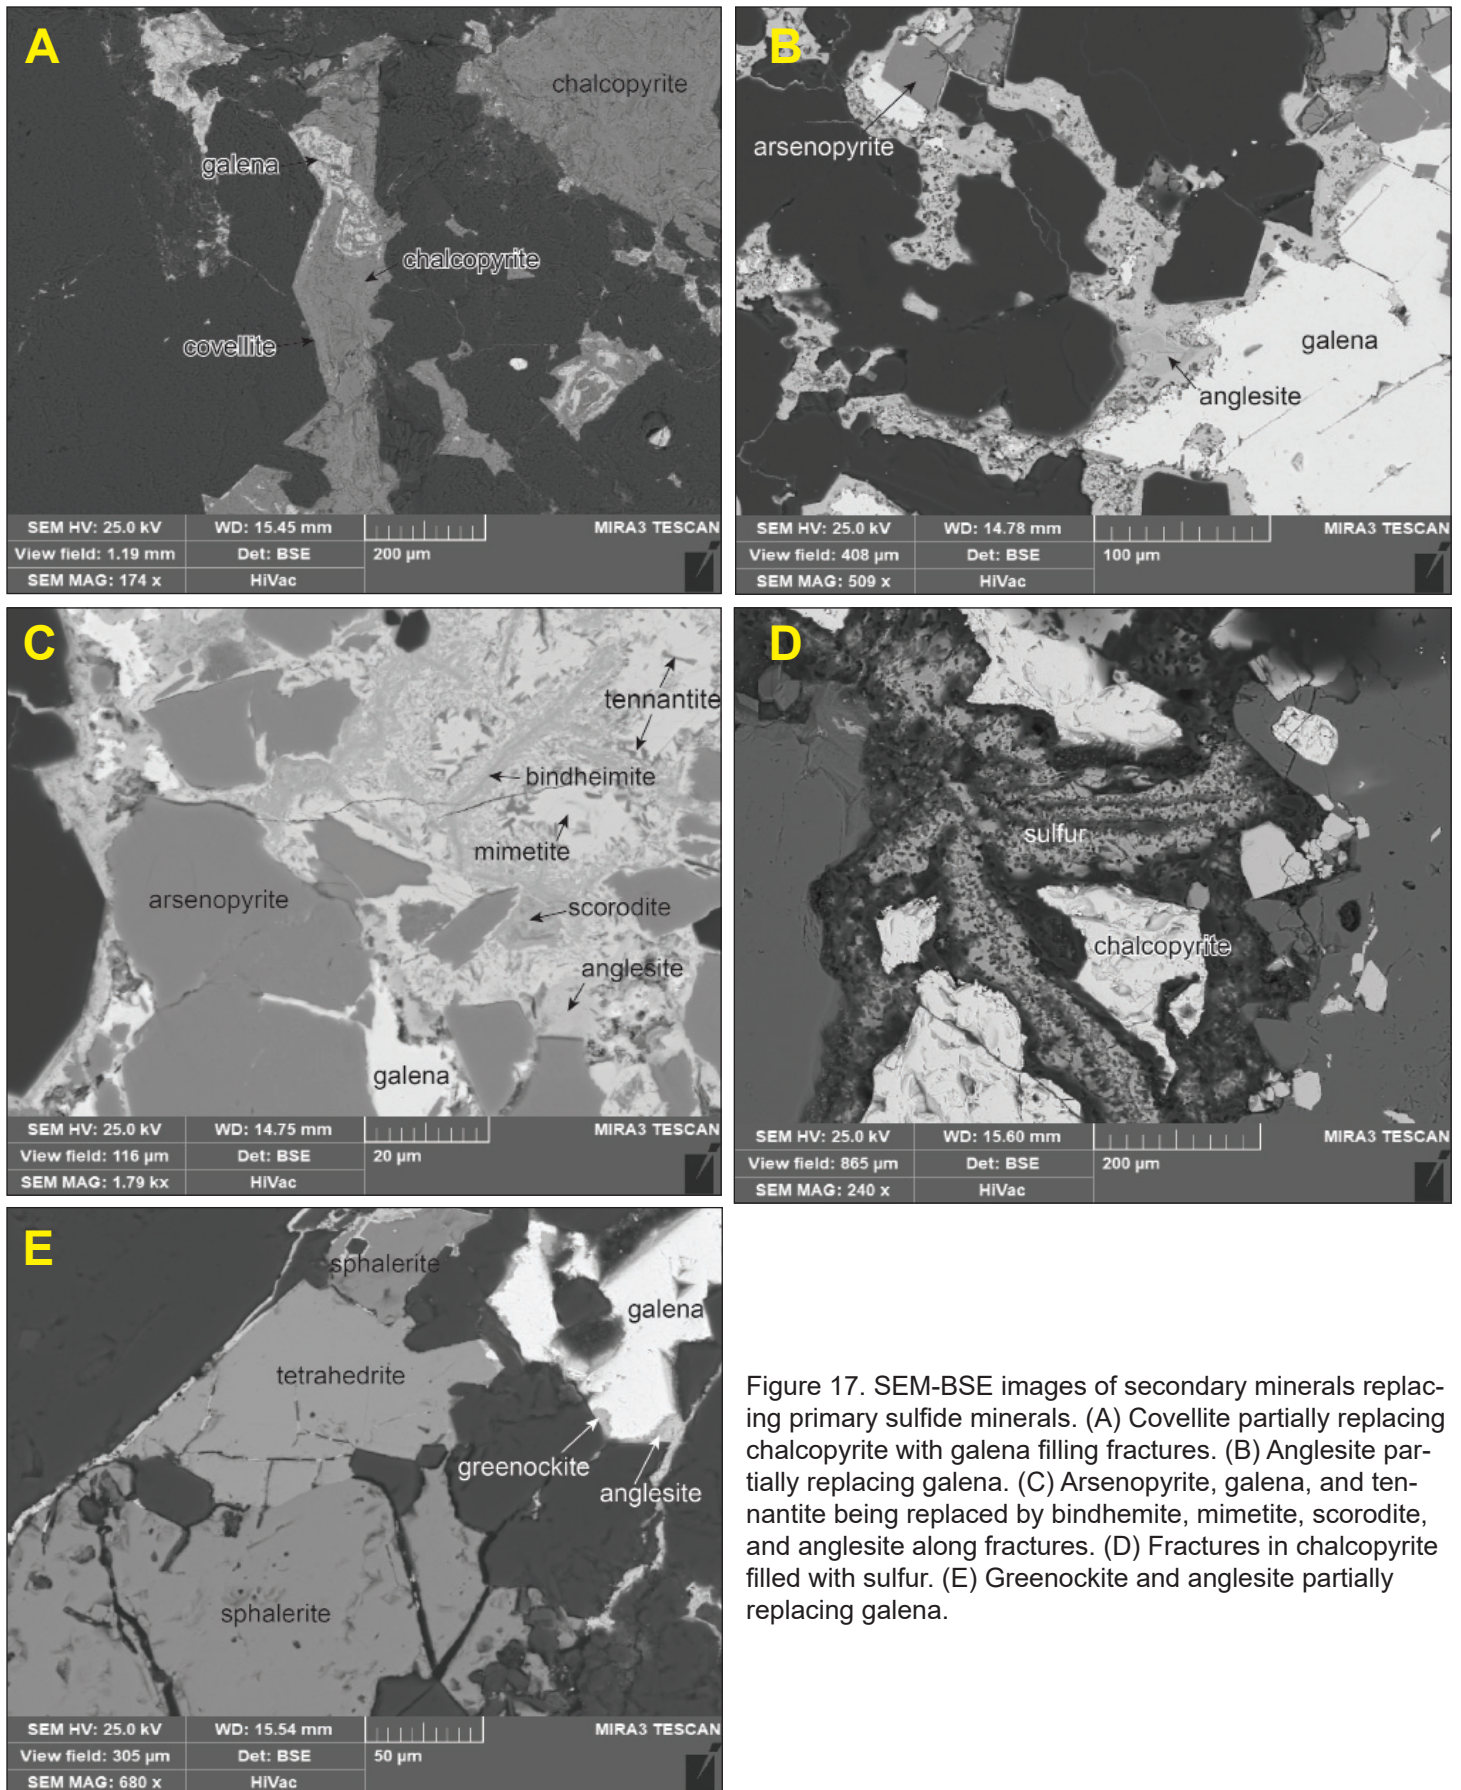 A
chalcopyrite
galena
chalcopyrite
covellite
SEM HV: 25.0 kV
WD: 15.45 mm
MIRA3 TESCAN
View field: 1.19 mm
Det: BSE
200 µm
SEM MAG: 174 x
HiVac
B
arsenopyrite
galena
anglesite
SEM HV: 25.0 kV
WD: 14.78 mm
MIRA3 TESCAN
View field: 408 µm
Det: BSE
100 µm
SEM MAG: 509 x
HiVac
C
tennantite
bindheimite
mimetite
arsenopyrite
scorodite
anglesite
galena
SEM HV: 25.0 kV
WD: 14.75 mm
MIRA3 TESCAN
View field: 116 µm
Det: BSE
20 µm
SEM MAG: 1.79 kx
HiVac
D
sulfur
chalcopyrite
SEM HV: 25.0 kV
WD: 15.60 mm
MIRA3 TESCAN
View field: 865 µm
Det: BSE
200 µm
SEM MAG: 240 x
HiVac
E
sphalerite
galena
tetrahedrite
greenockite
anglesite
sphalerite
SEM HV: 25.0 kV
WD: 15.54 mm
MIRA3 TESCAN
View field: 305 µm
Det: BSE
50 µm
SEM MAG: 680 x
HiVac
Figure 17. SEM-BSE images of secondary minerals replac-
ing primary sulfide minerals. (A) Covellite partially replacing
chalcopyrite with galena filling fractures. (B) Anglesite par-
tially replacing galena. (C) Arsenopyrite, galena, and ten-
nantite being replaced by bindhemite, mimetite, scorodite,
and anglesite along fractures. (D) Fractures in chalcopyrite
filled with sulfur. (E) Greenockite and anglesite partially
replacing galena.